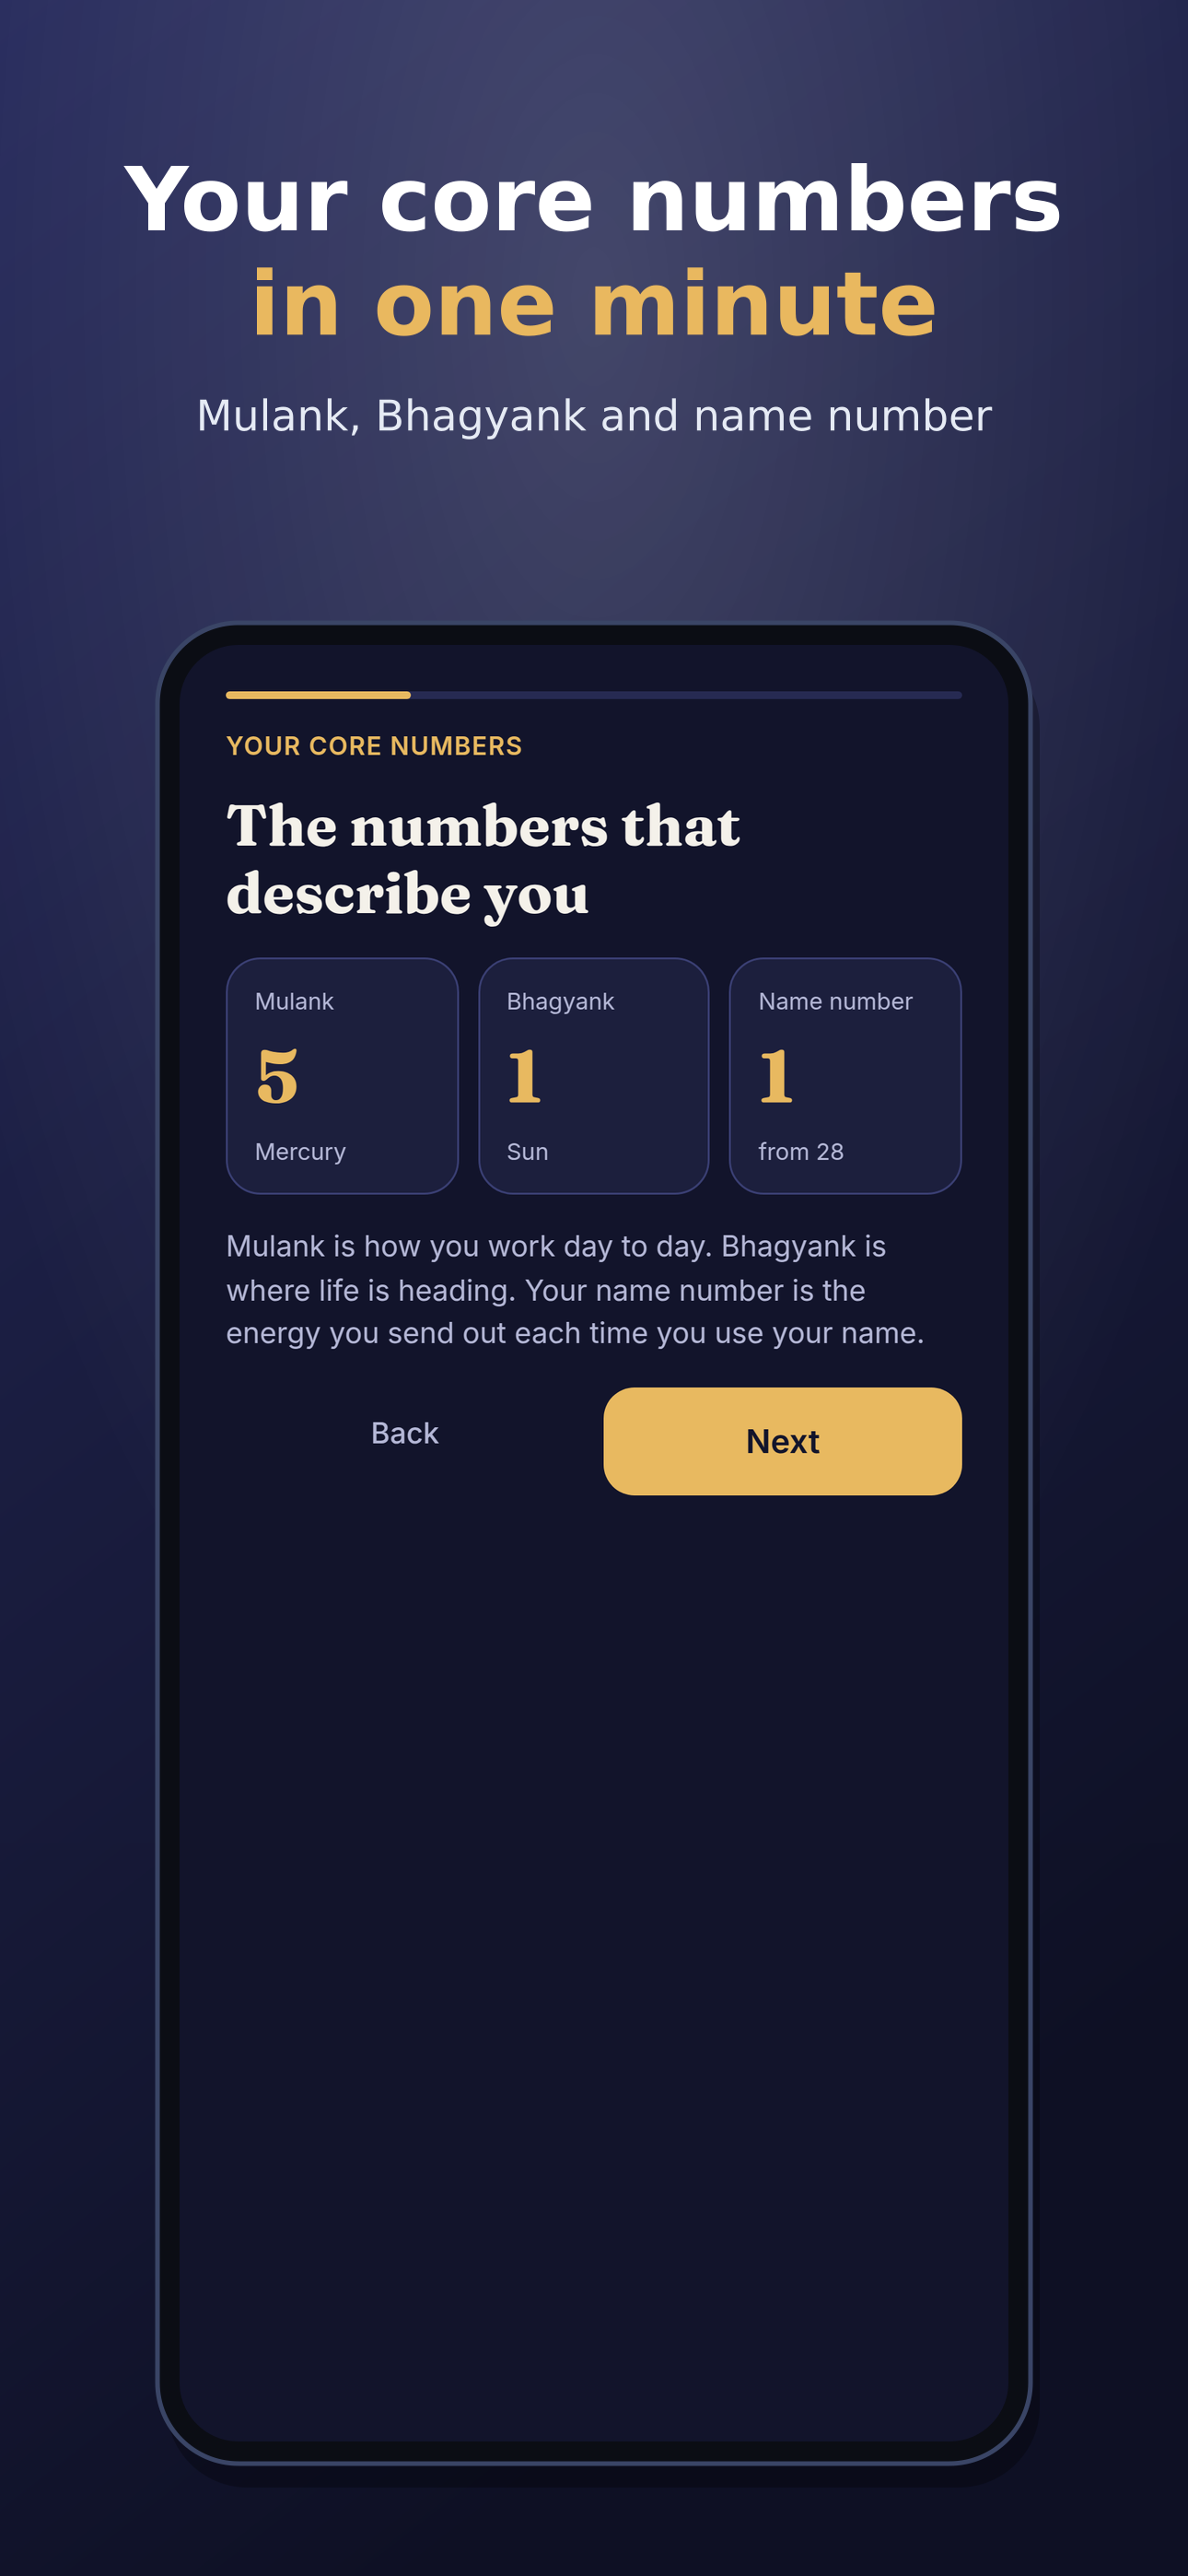 Your core numbers
in one minute
Mulank, Bhagyank and name number
YOUR CORE NUMBERS
The numbers that
describe you
Mulank
5
Mercury
Bhagyank
1
Sun
Name number
1
from 28
Mulank is how you work day to day. Bhagyank is
where life is heading. Your name number is the
energy you send out each time you use your name.
Back
Next